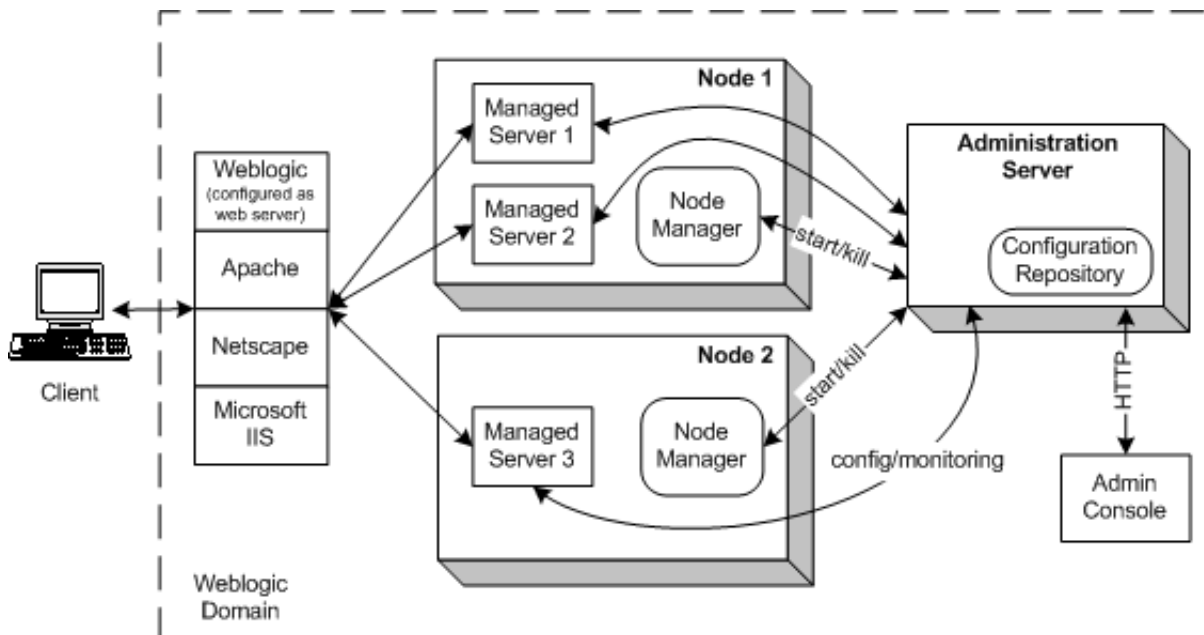 Node 1
Managed
Server 1
Managed
Server 2
Node
Manager
start/kill
Administration
Server
Configuration
Repository
Weblogic
(configured as
web server)
Apache
Netscape
Microsoft
IIS
Client
Node 2
Managed
Server 3
Node
Manager
start/kill
config/monitoring
HTTP
Admin
Console
Weblogic
Domain